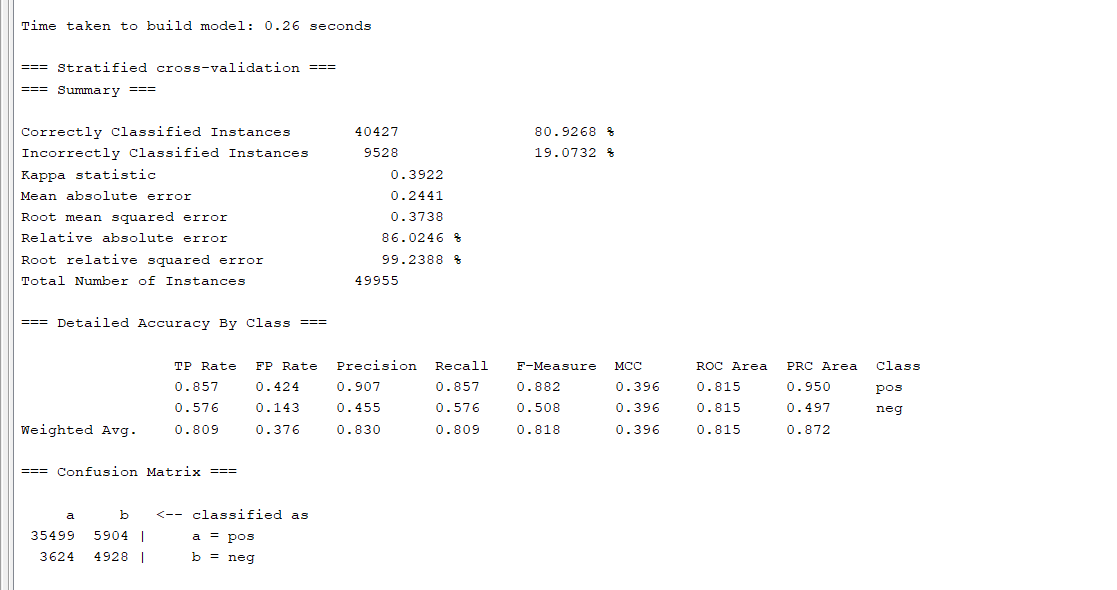 Time taken to build model: 0.26 seconds
=== Stratified cross-validation ===
=== Summary ===
Correctly Classified Instances 40427 80.9268 %
Incorrectly Classified Instances 9528 19.0732 %
Kappa statistic 0.3922
Mean absolute error 0.2441
Root mean squared error 0.3738
Relative absolute error 86.0246 %
Root relative squared error 99.2388 %
Total Number of Instances 49955
=== Detailed Accuracy By Class ===
TP Rate FP Rate Precision Recall F-Measure MCC ROC Area PRC Area Class
0.857 0.424 0.907 0.857 0.882 0.396 0.815 0.950 pos
0.576 0.143 0.455 0.576 0.508 0.396 0.815 0.497 neg
Weighted Avg. 0.809 0.376 0.830 0.809 0.818 0.396 0.815 0.872
=== Confusion Matrix ===
a b <-- classified as
35499 5904 | a = pos
3624 4928 | b = neg